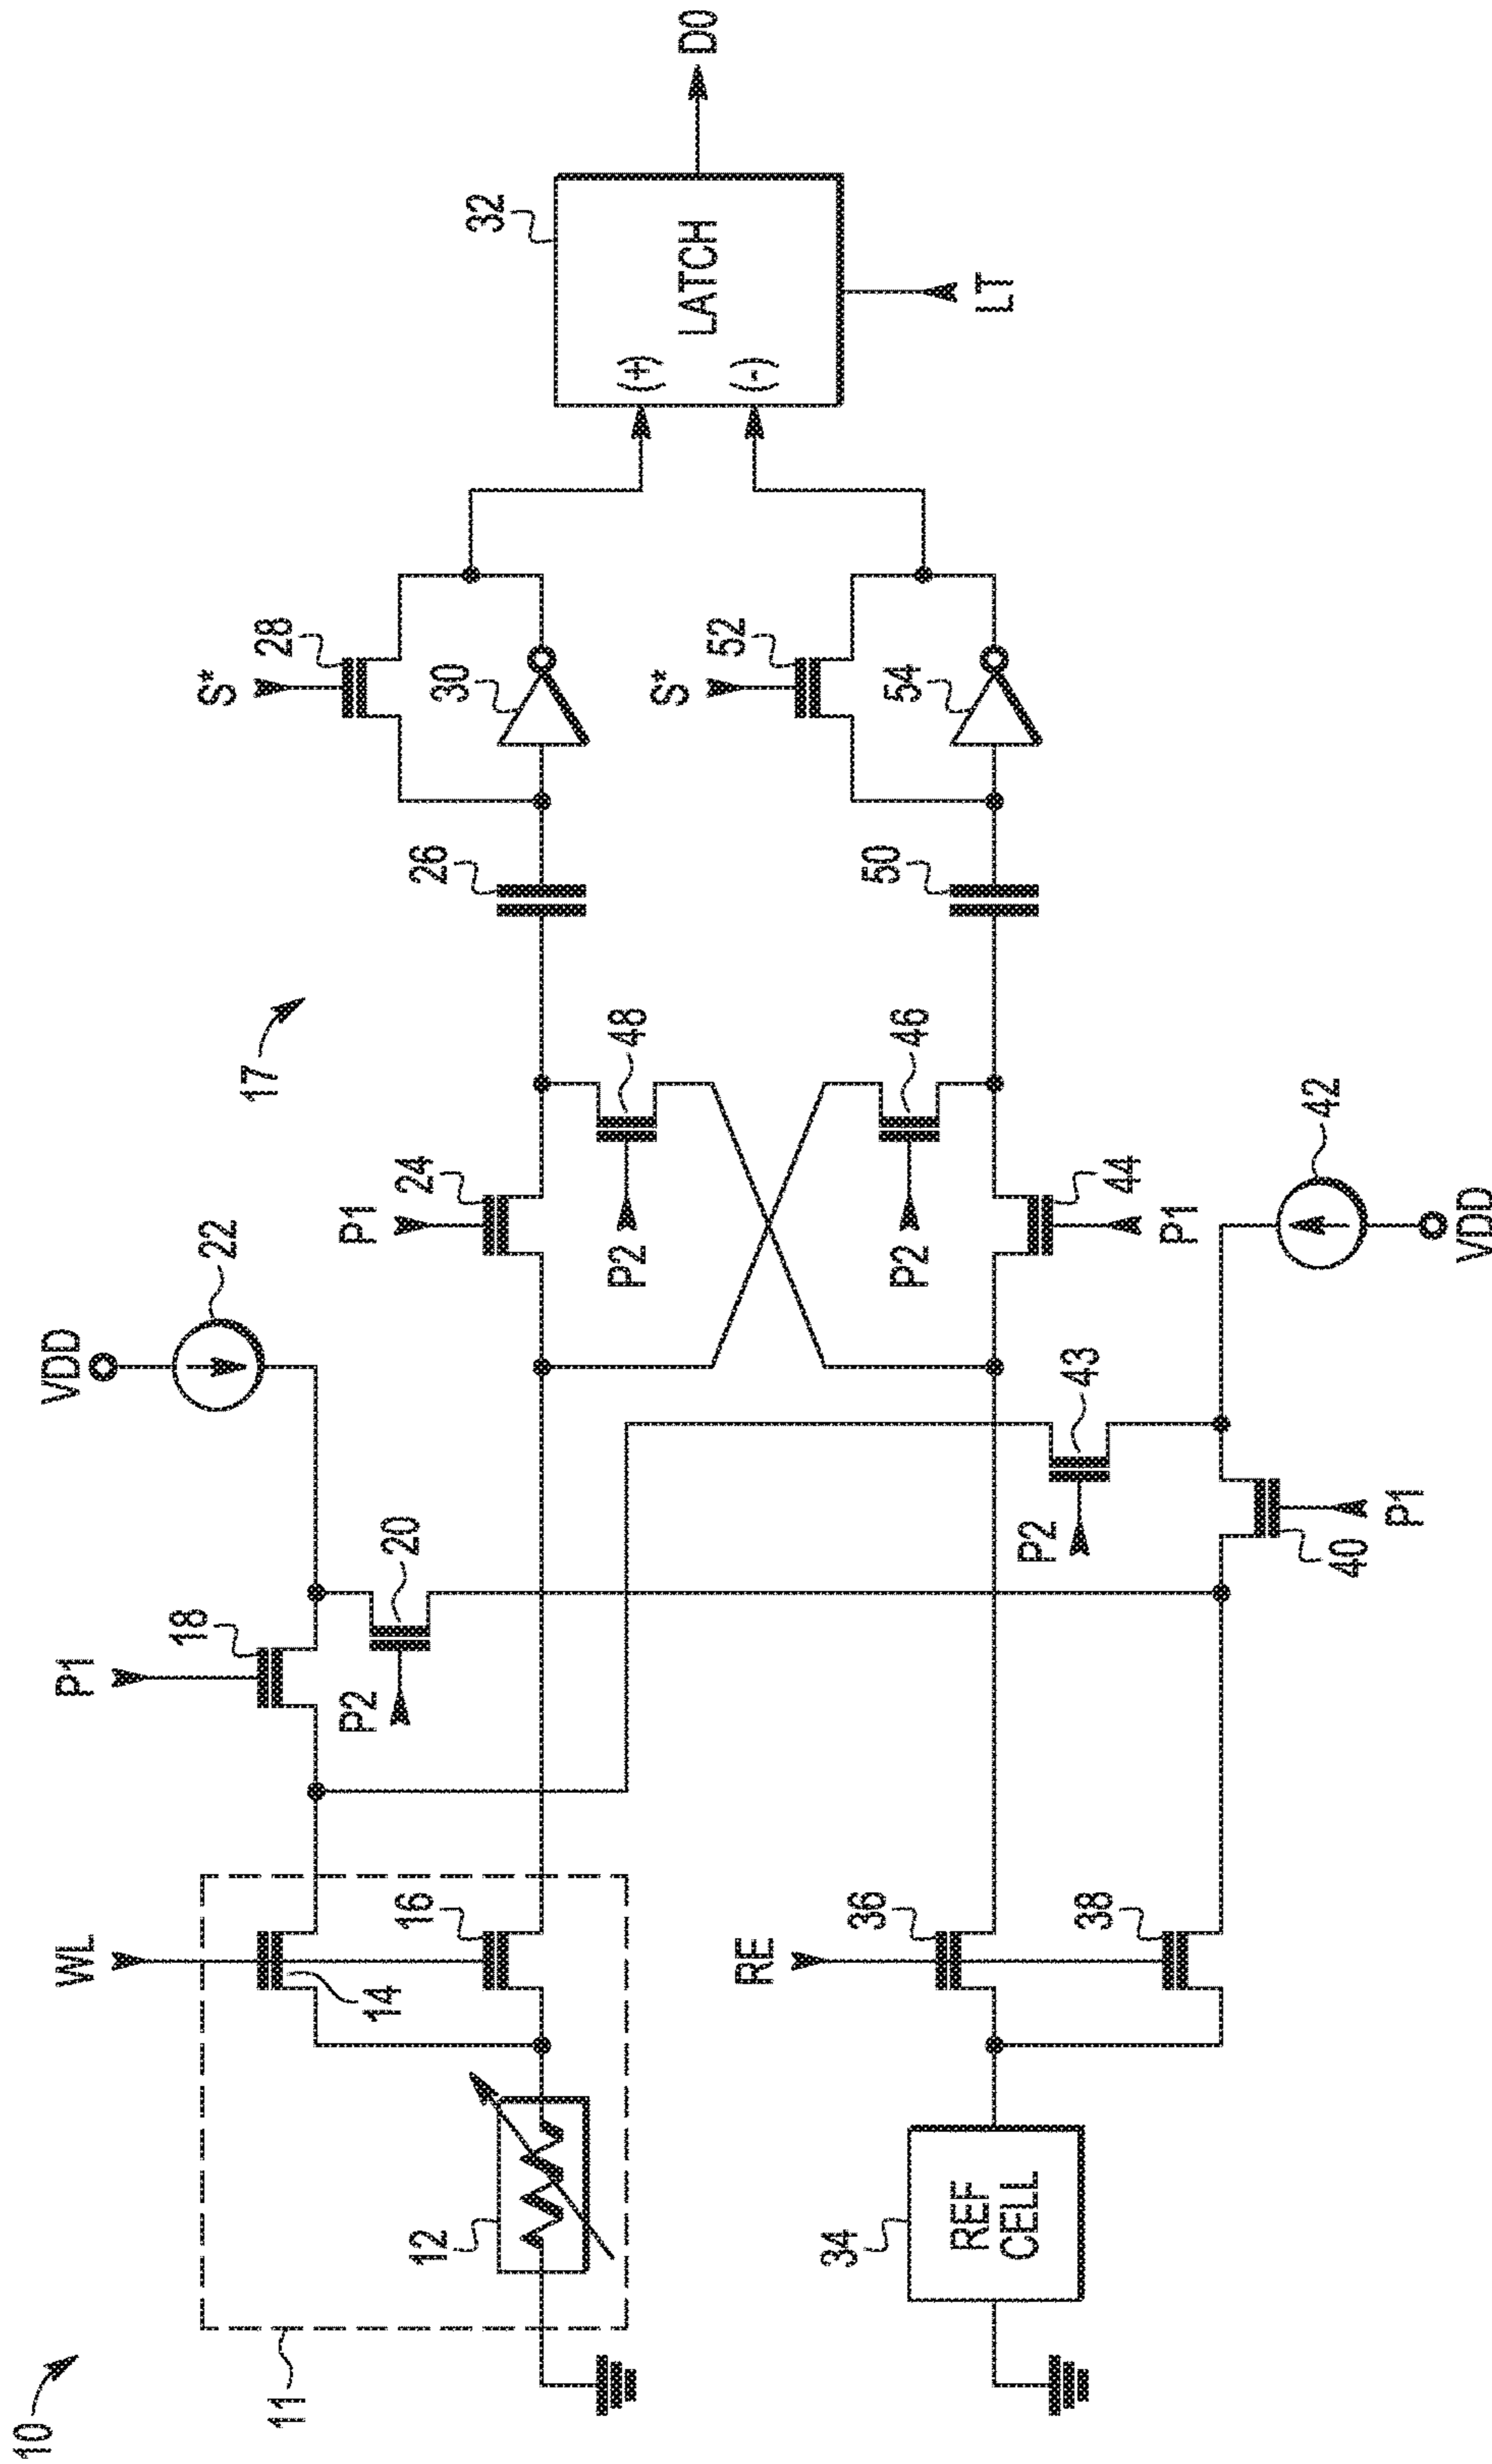 10
11
WL
14
16
12
P1
18
P2
20
VDD
22
17
P1
24
P2
48
26
S*
28
30
32
LATCH
(+)
(-)
DO
LT
34
REF
CELL
RE
36
38
P2
43
40
P1
P2
46
44
P1
42
VDD
50
S*
52
54